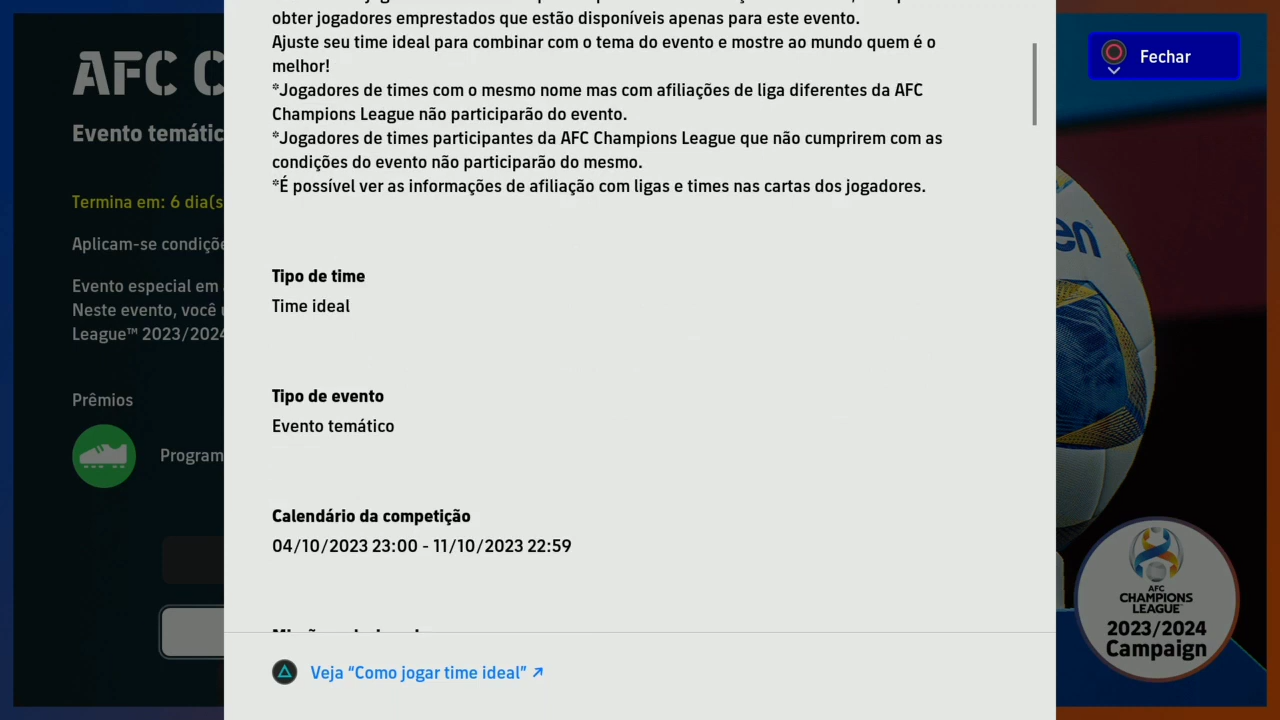 obter jogadores emprestados que estão disponíveis apenas para este evento.
Ajuste seu time ideal para combinar com o tema do evento e mostre ao mundo quem é o
melhor!
*Jogadores de times com o mesmo nome mas com afiliações de liga diferentes da AFC
Champions League não participarão do evento.
*Jogadores de times participantes da AFC Champions League que não cumprirem com as
condições do evento não participarão do mesmo.
*É possível ver as informações de afiliação com ligas e times nas cartas dos jogadores.
Tipo de time
Time ideal
Tipo de evento
Evento temático
Calendário da competição
04/10/2023 23:00 - 11/10/2023 22:59
Veja “Como jogar time ideal” ↗
Fechar
AFC C
Evento temátic
Termina em: 6 dia(s
Aplicam-se condiçõe
Evento especial em
Neste evento, você
League™ 2023/2024
Prêmios
Program
en
AFC
CHAMPIONS
LEAGUE
2023/2024
Campaign